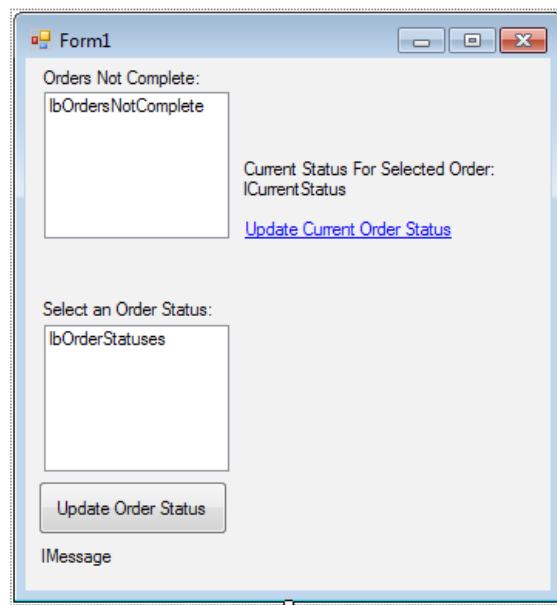 Form1
Orders Not Complete:
lbOrdersNotComplete
Current Status For Selected Order:
lCurrentStatus
Update Current Order Status
Select an Order Status:
lbOrderStatuses
Update Order Status
lMessage